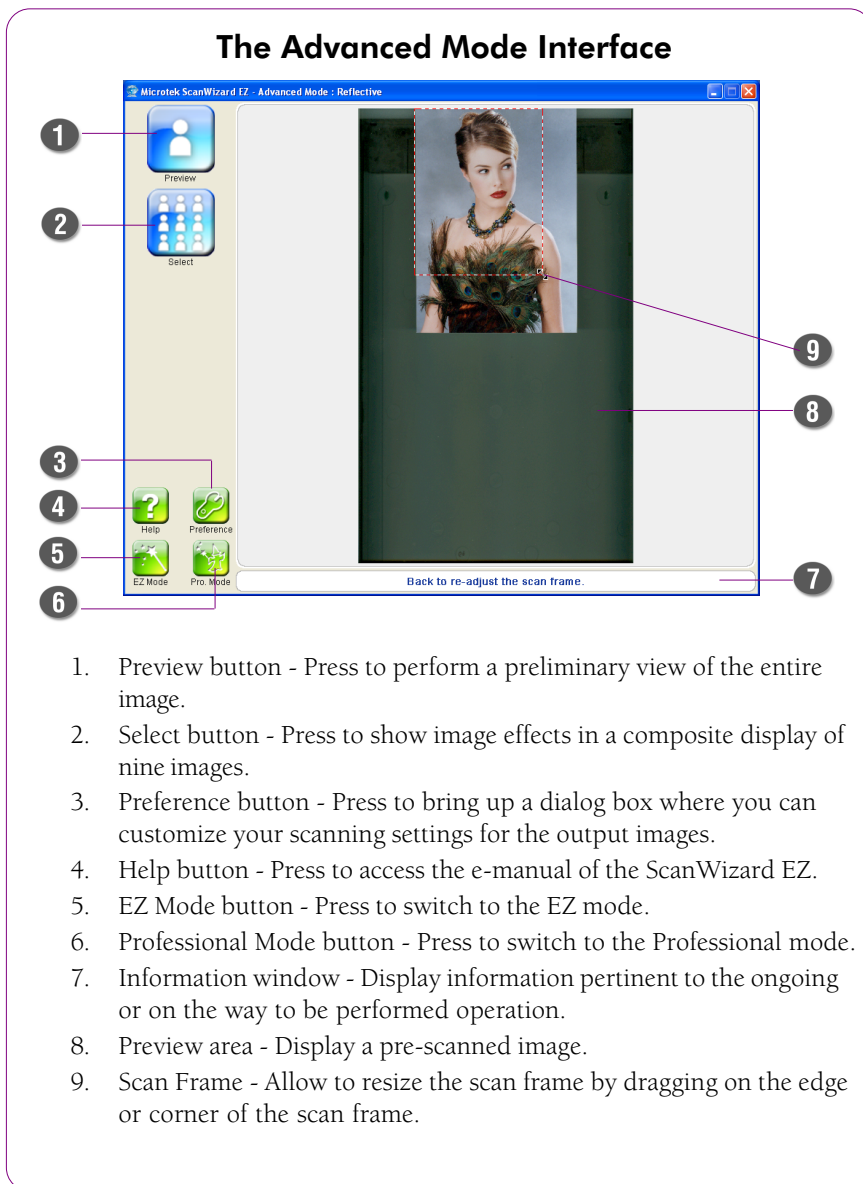 The Advanced Mode Interface
Microtek ScanWizard EZ - Advanced Mode : Reflective
1
Preview
2
Select
9
8
3
4
Help
Preference
5
EZ Mode
Pro. Mode
Back to re-adjust the scan frame.
7
6
1. Preview button - Press to perform a preliminary view of the entire
image.
2. Select button - Press to show image effects in a composite display of
nine images.
3. Preference button - Press to bring up a dialog box where you can
customize your scanning settings for the output images.
4. Help button - Press to access the e-manual of the ScanWizard EZ.
5. EZ Mode button - Press to switch to the EZ mode.
6. Professional Mode button - Press to switch to the Professional mode.
7. Information window - Display information pertinent to the ongoing
or on the way to be performed operation.
8. Preview area - Display a pre-scanned image.
9. Scan Frame - Allow to resize the scan frame by dragging on the edge
or corner of the scan frame.